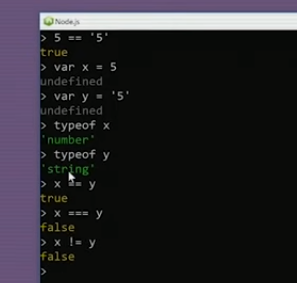 Node.js
> 5 == '5'
true
> var x = 5
undefined
> var y = '5'
undefined
> typeof x
'number'
> typeof y
'string'
> x == y
true
> x === y
false
> x != y
false
>